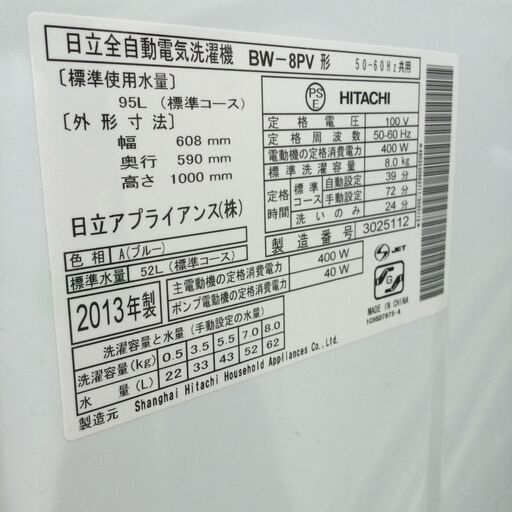 日立全自動電気洗濯機 BW-8PV 形 50-60Hz共用
〔標準使用水量〕
95L (標準コース)
〔外形寸法〕
幅 608 mm
奥行 590 mm
高さ 1000 mm
日立アプライアンス(株)
色相 A(ブルー)
標準水量 52L (標準コース)
2013年製
主電動機の定格消費電力 400 W
ポンプ電動機の定格消費電力 40 W
PS E HITACHI
定格電圧 100 V
定格周波数 50-60 Hz
電動機の定格消費電力 400 W
標準洗濯容量 8.0 kg
定格時間 標準コース 自動設定 39 分
手動設定 72 分
洗いのみ 24 分
製造番号 3025112
JET
SG
MADE IN CHINA
1CHSD7875-A
洗濯容量と水量 (手動設定の水量)
洗濯容量(kg) 0.5 3.5 5.5 7.0 8.0
水量(L) 22 33 43 52 62
製造元 Shanghai Hitachi Household Appliances Co., Ltd.